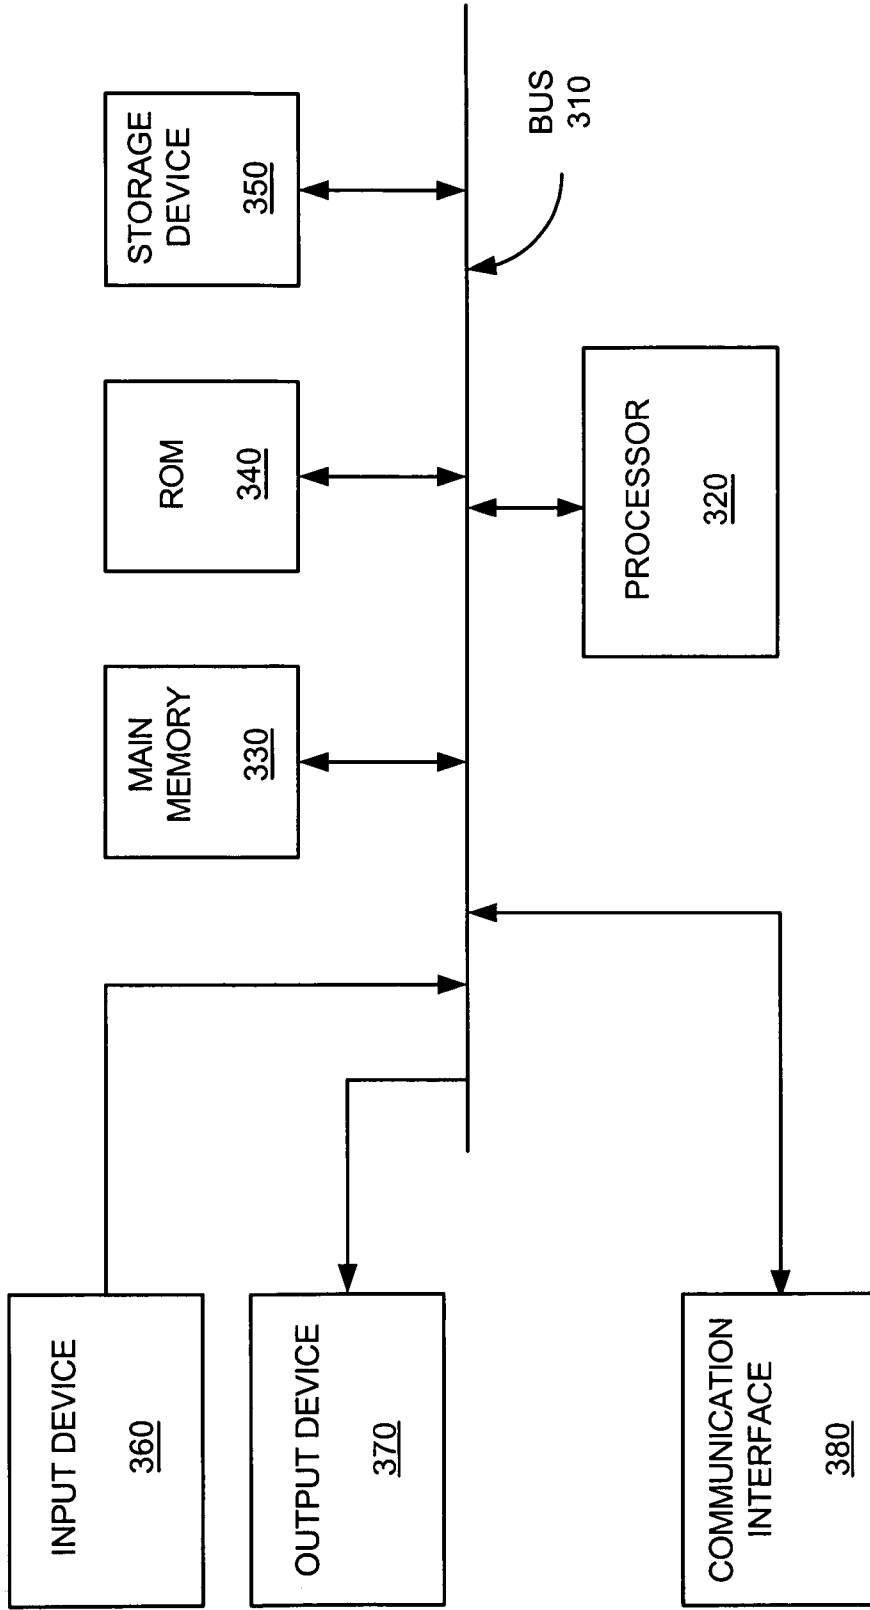 INPUT DEVICE
360
OUTPUT DEVICE
370
COMMUNICATION
INTERFACE
380
MAIN
MEMORY
330
ROM
340
STORAGE
DEVICE
350
PROCESSOR
320
BUS
310